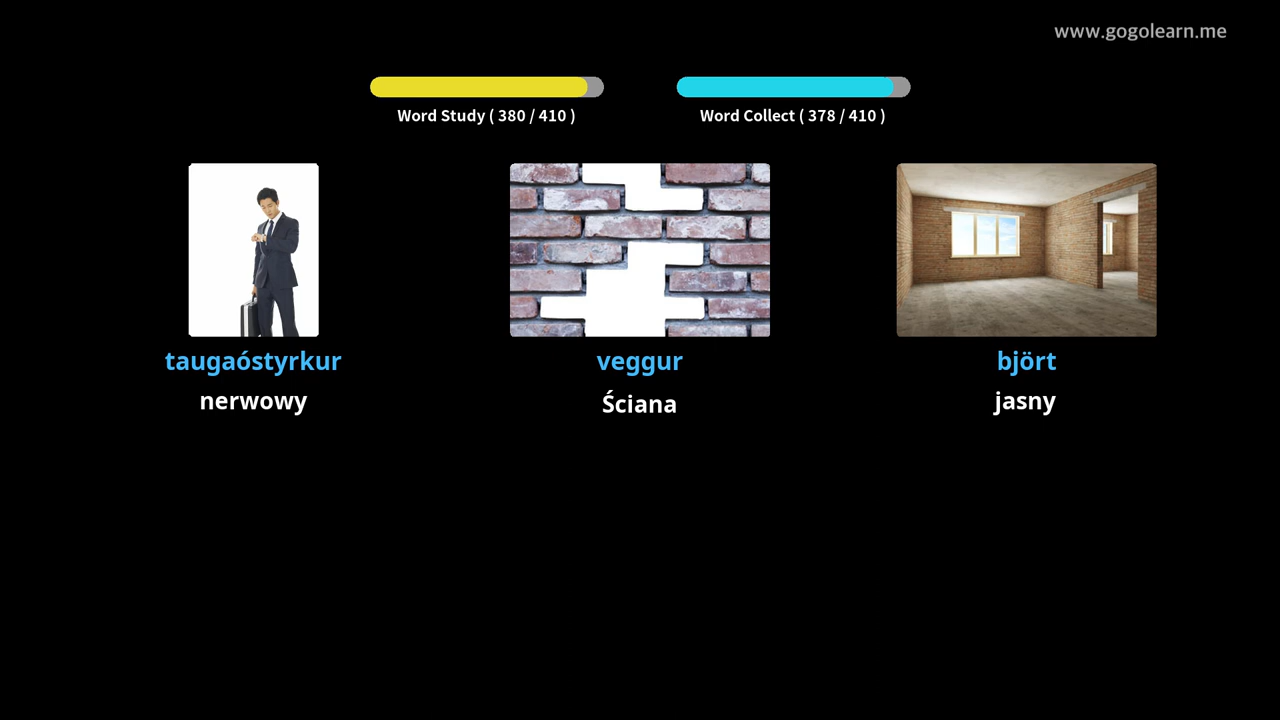 www.gogolearn.me
Word Study ( 380 / 410 )
Word Collect ( 378 / 410 )
taugaóstyrkur
veggur
björt
nerwowy
Ściana
jasny